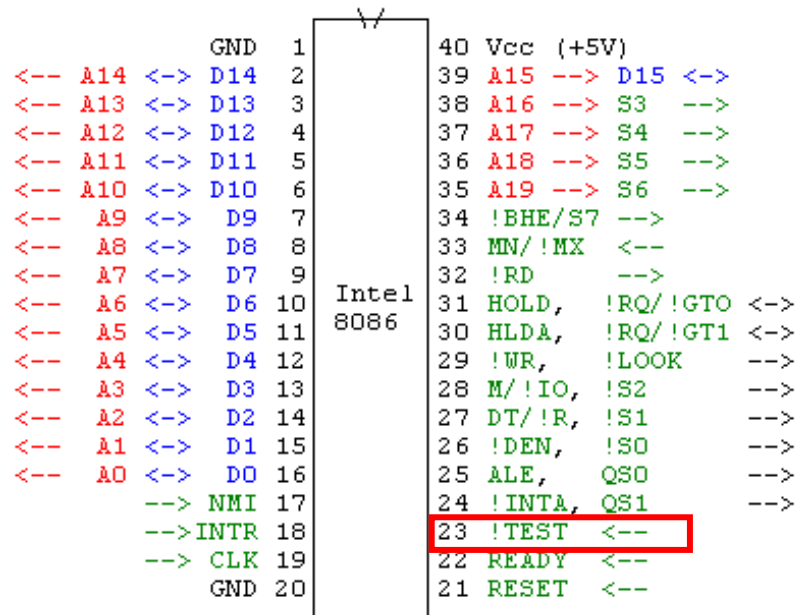 GND 1 40 Vcc (+5V)
<-- A14 <-> D14 2 39 A15 --> D15 <->
<-- A13 <-> D13 3 38 A16 --> S3 -->
<-- A12 <-> D12 4 37 A17 --> S4 -->
<-- A11 <-> D11 5 36 A18 --> S5 -->
<-- A10 <-> D10 6 35 A19 --> S6 -->
<-- A9 <-> D9 7 34 !BHE/S7 -->
<-- A8 <-> D8 8 33 MN/!MX <--
<-- A7 <-> D7 9 32 !RD -->
<-- A6 <-> D6 10 Intel 31 HOLD, !RQ/!GT0 <->
<-- A5 <-> D5 11 8086 30 HLDA, !RQ/!GT1 <->
<-- A4 <-> D4 12 29 !WR, !LOOK -->
<-- A3 <-> D3 13 28 M/!IO, !S2 -->
<-- A2 <-> D2 14 27 DT/!R, !S1 -->
<-- A1 <-> D1 15 26 !DEN, !S0 -->
<-- A0 <-> D0 16 25 ALE, QS0 -->
--> NMI 17 24 !INTA, QS1 -->
-->INTR 18 23 !TEST <--
--> CLK 19 22 READY <--
GND 20 21 RESET <--